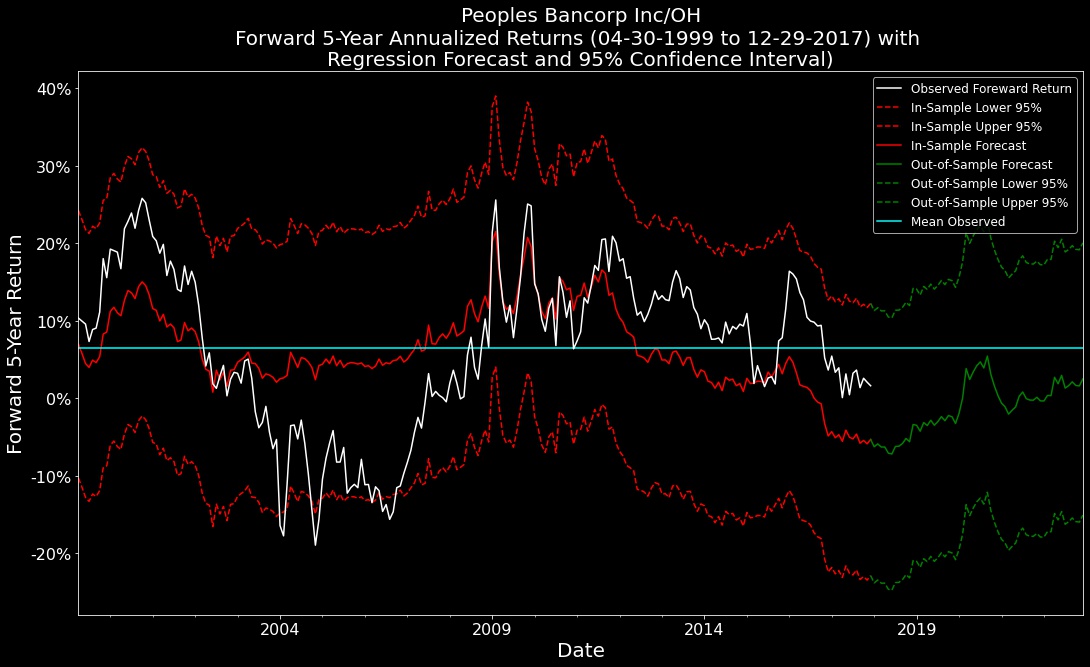 Peoples Bancorp Inc/OH
Forward 5-Year Annualized Returns (04-30-1999 to 12-29-2017) with
Regression Forecast and 95% Confidence Interval)
Forward 5-Year Return
40%
30%
20%
10%
0%
-10%
-20%
Observed Foreward Return
In-Sample Lower 95%
In-Sample Upper 95%
In-Sample Forecast
Out-of-Sample Forecast
Out-of-Sample Lower 95%
Out-of-Sample Upper 95%
Mean Observed
2004
2009
2014
2019
Date